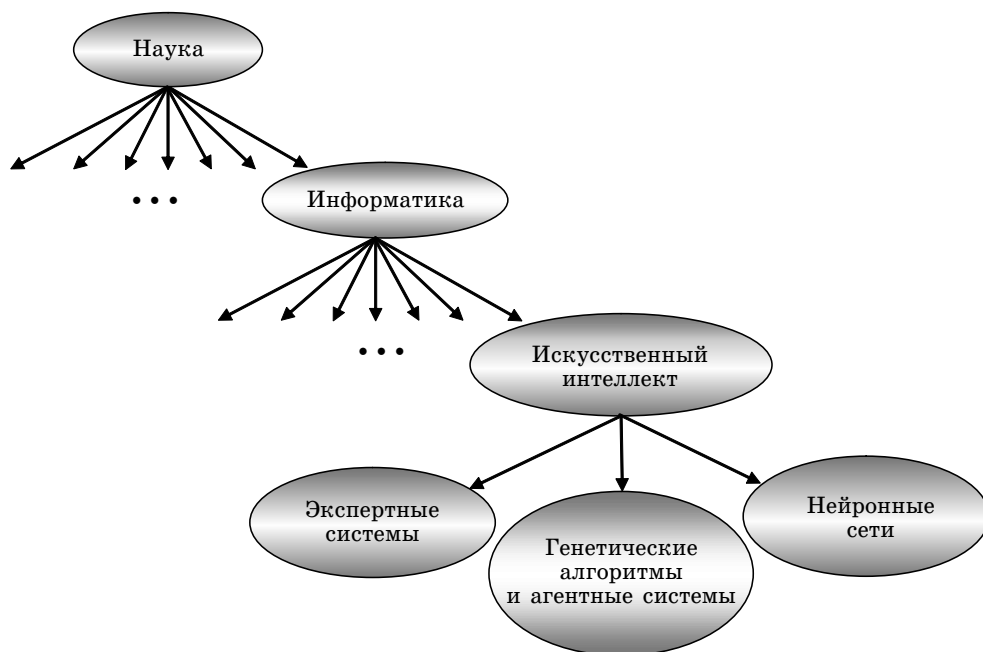 Наука
Информатика
Искусственный
интеллект
Экспертные
системы
Генетические
алгоритмы
и агентные системы
Нейронные
сети